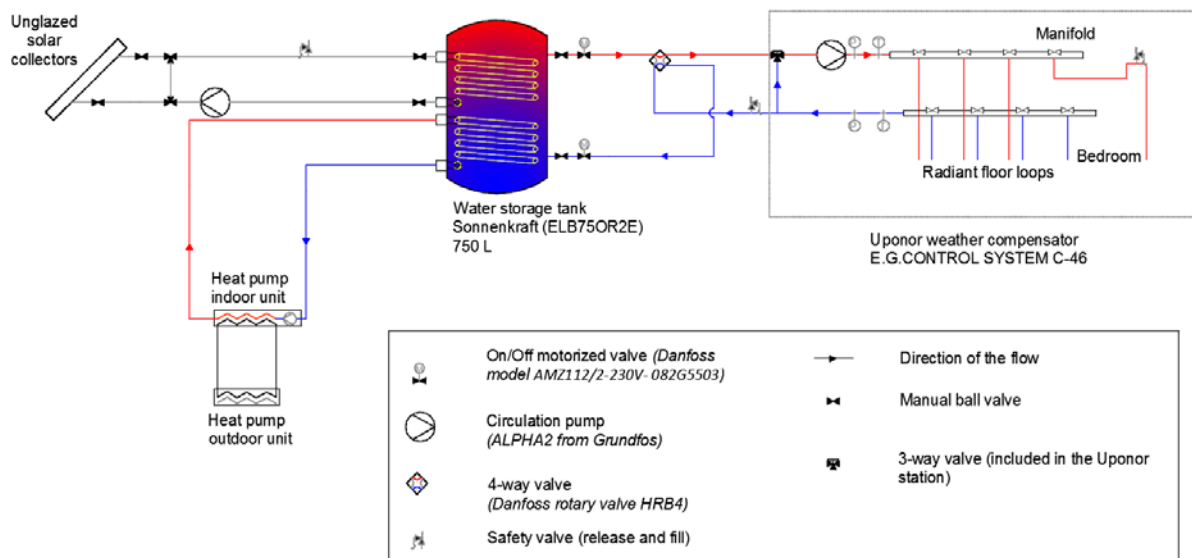 Unglazed
solar
collectors
Manifold
Water storage tank
Sonnenkraft (ELB75OR2E)
750 L
Radiant floor loops
Bedroom
Uponor weather compensator
E.G.CONTROL SYSTEM C-46
Heat pump
indoor unit
Heat pump
outdoor unit
On/Off motorized valve (Danfoss
model AMZ112/2-230V- 082G5503)
Circulation pump
(ALPHA2 from Grundfos)
4-way valve
(Danfoss rotary valve HRB4)
Safety valve (release and fill)
Direction of the flow
Manual ball valve
3-way valve (included in the Uponor
station)